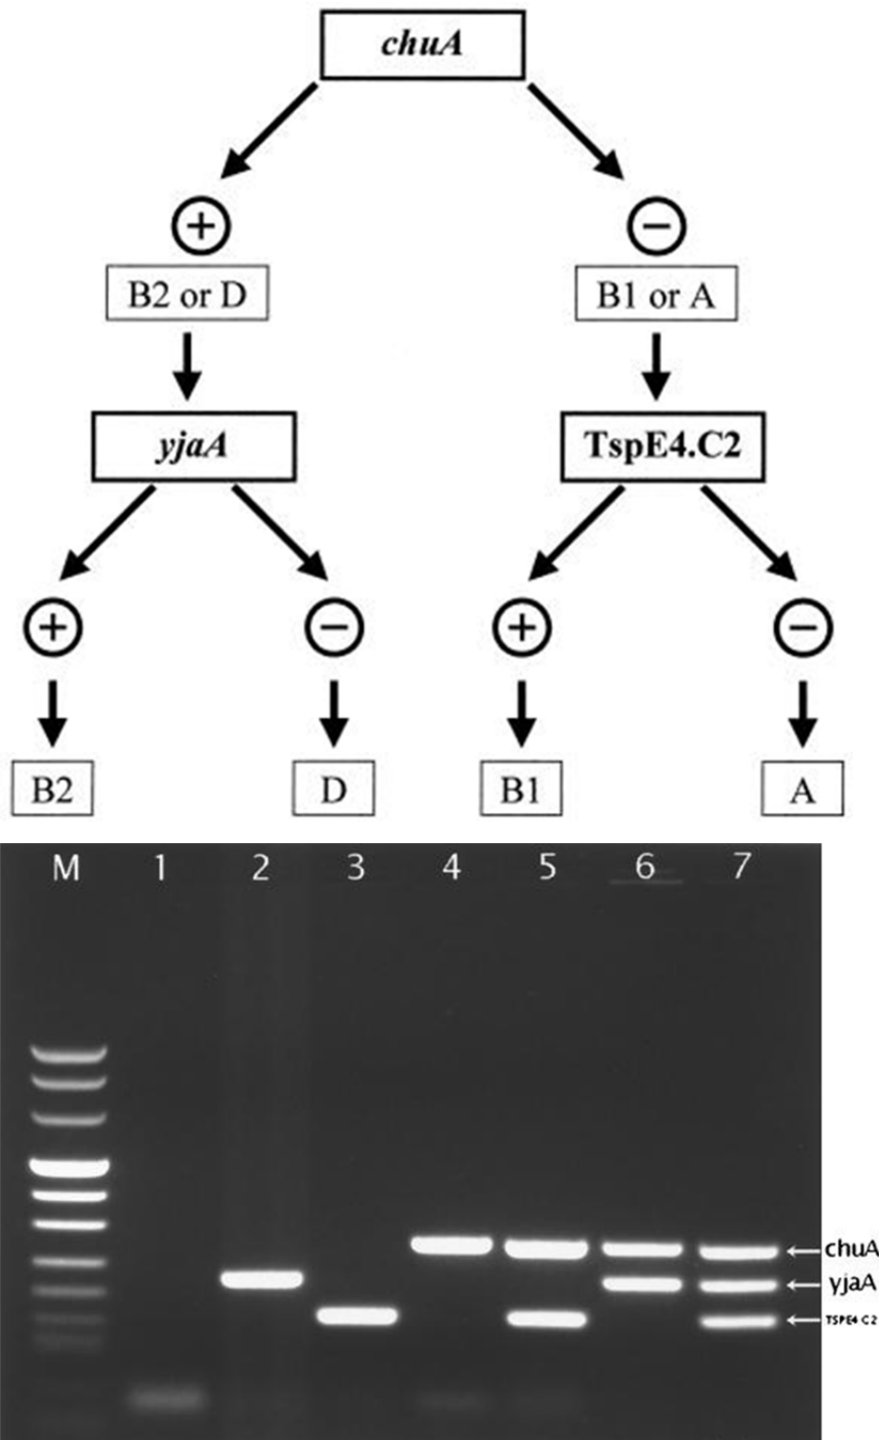 chuA
+ −
B2 or D B1 or A
yjaA TspE4.C2
+ − + −
B2 D B1 A
M 1 2 3 4 5 6 7
chuA
yjaA
TSPE4 C2